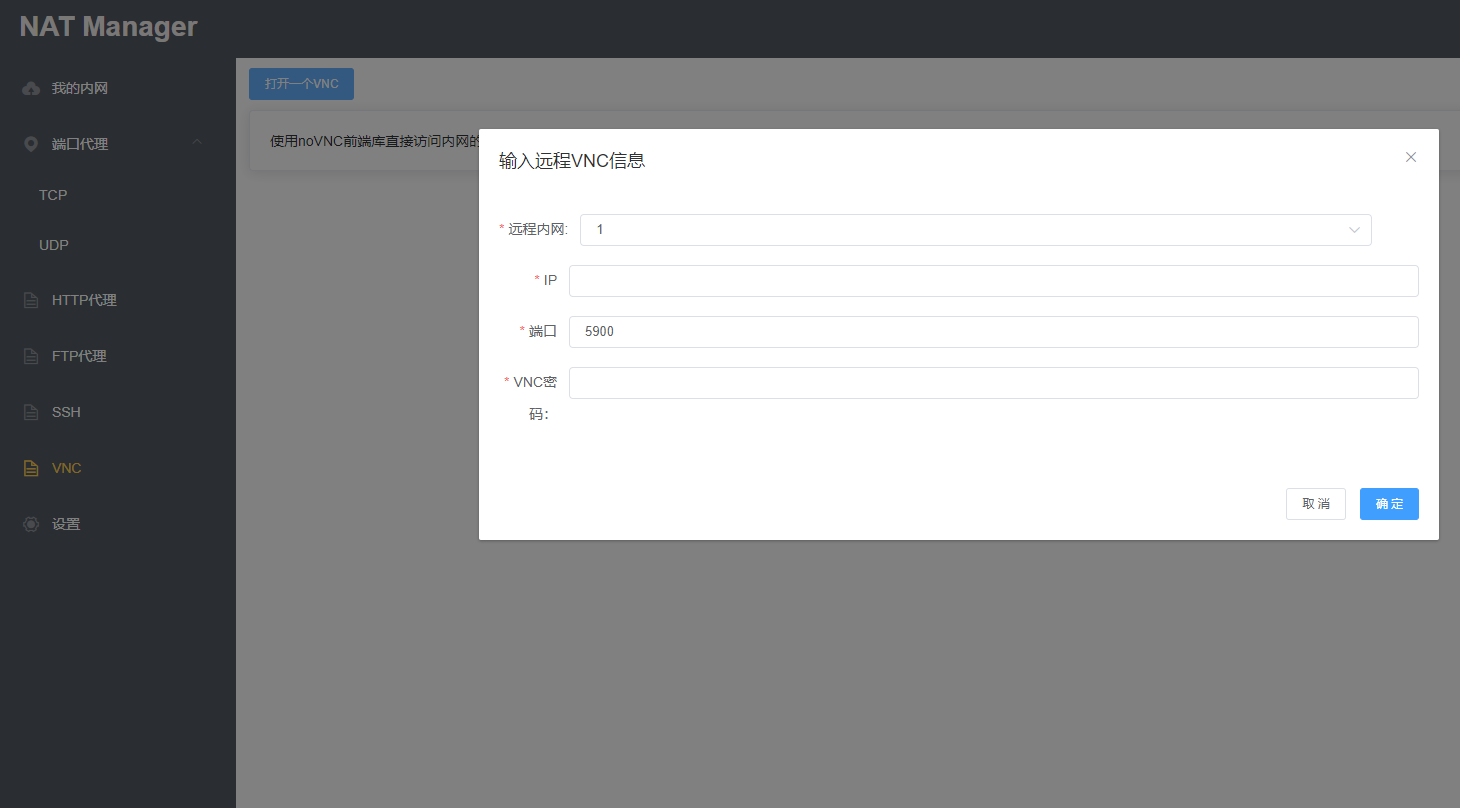 NAT Manager
我的内网
端口代理
TCP
UDP
HTTP代理
FTP代理
SSH
VNC
设置
打开一个VNC
使用noVNC前端库直接访问内网的
输入远程VNC信息
* 远程内网: 1
* IP
* 端口 5900
* VNC密
码：
取消 确定